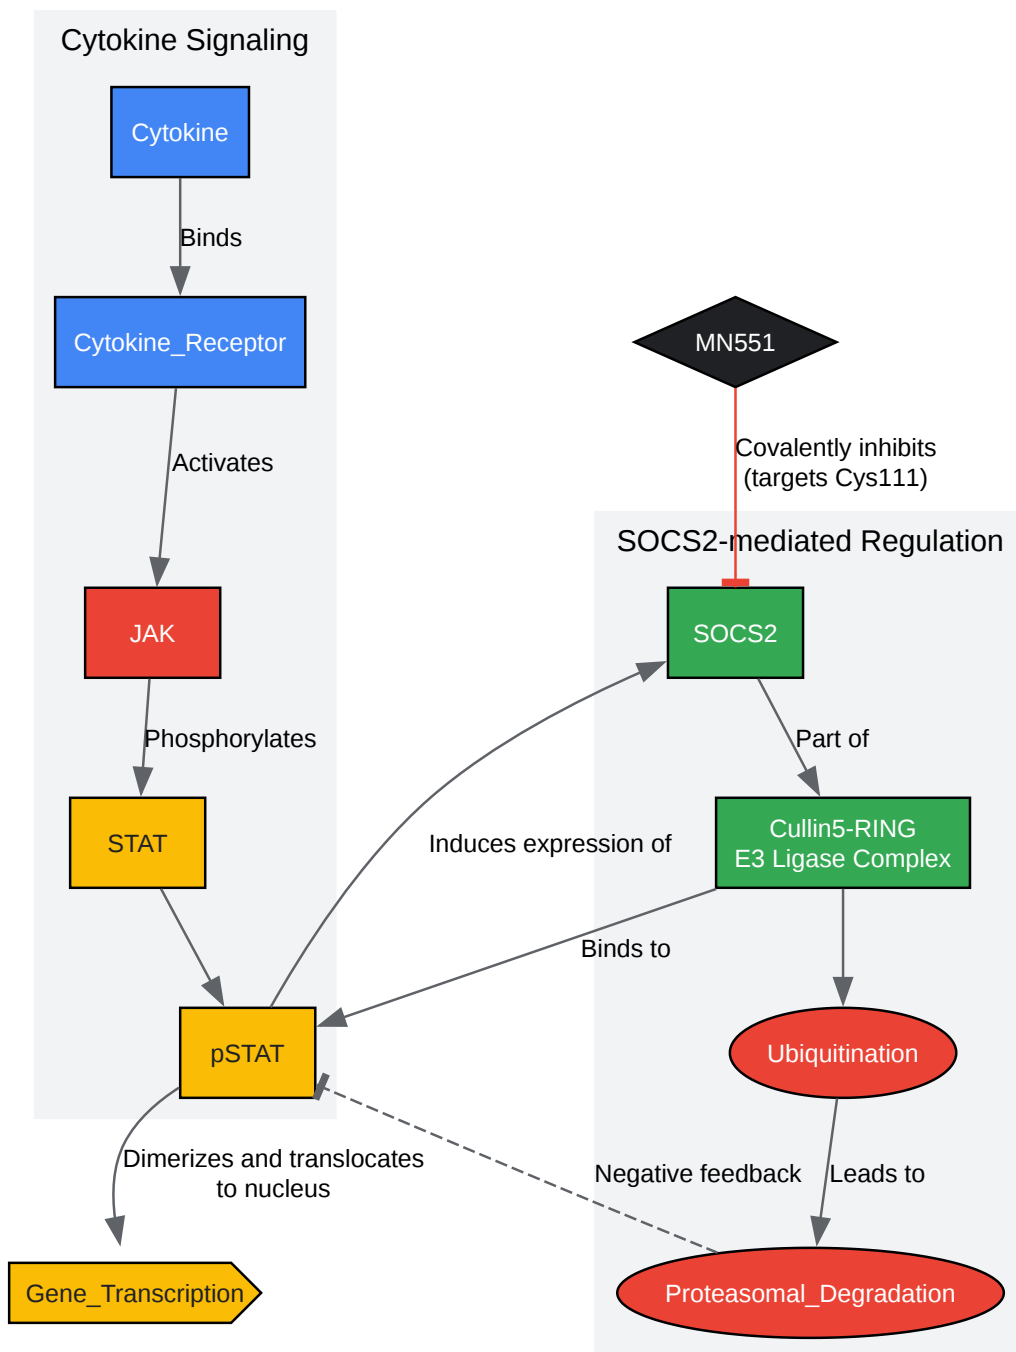 Cytokine Signaling
Cytokine
Binds
Cytokine_Receptor
MN551
Activates
Covalently inhibits
(targets Cys111)
SOCS2-mediated Regulation
JAK
SOCS2
Phosphorylates
Part of
STAT
Induces expression of
Cullin5-RING
E3 Ligase Complex
Binds to
pSTAT
Ubiquitination
Dimerizes and translocates
to nucleus
Negative feedback
Leads to
Gene_Transcription
Proteasomal_Degradation